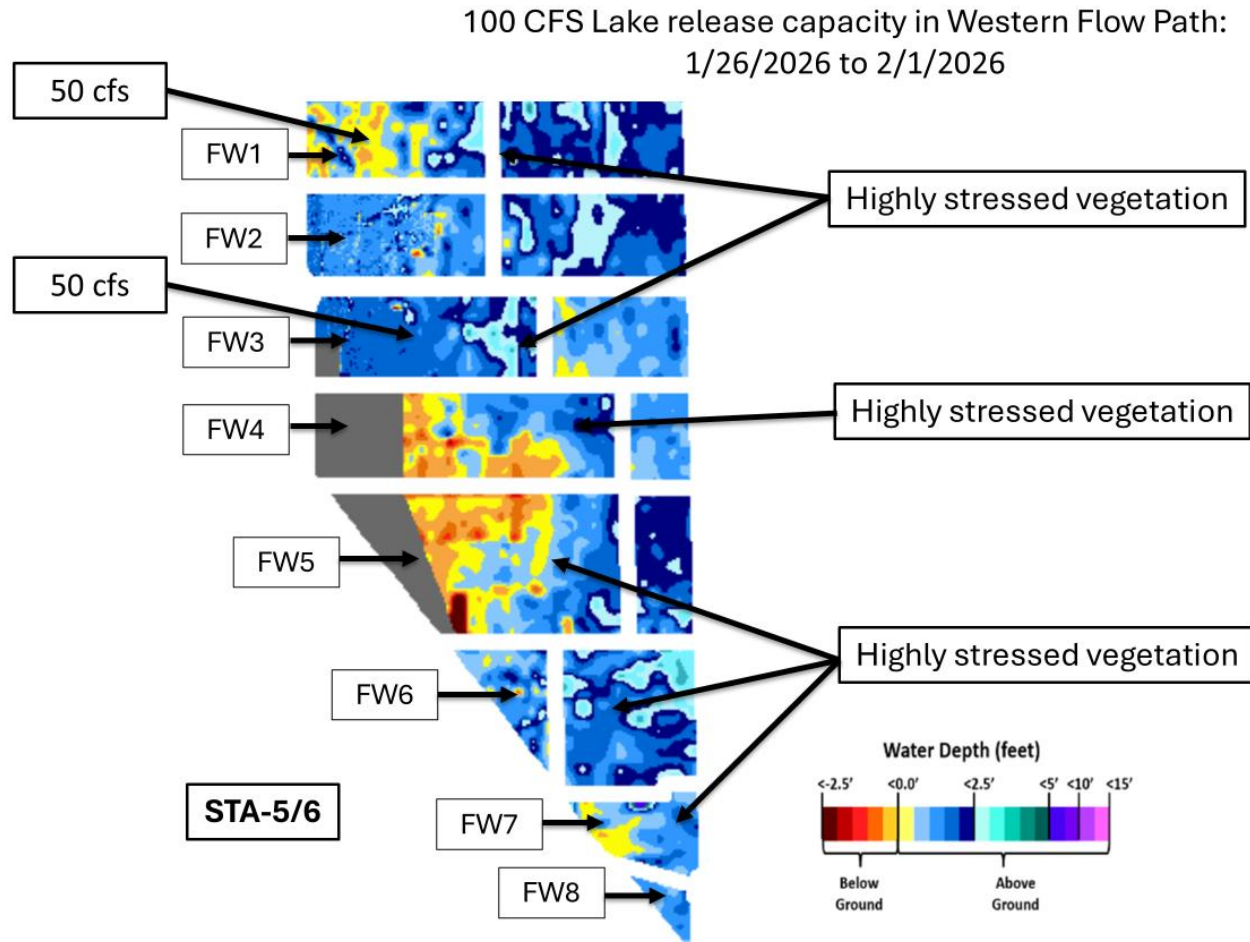 100 CFS Lake release capacity in Western Flow Path:
1/26/2026 to 2/1/2026
50 cfs
FW1
Highly stressed vegetation
FW2
50 cfs
FW3
Highly stressed vegetation
FW4
FW5
Highly stressed vegetation
FW6
Water Depth (feet)
<-2.5' <0.0' <2.5' <5' <10' <15'
STA-5/6
FW7
Below Ground
Above Ground
FW8